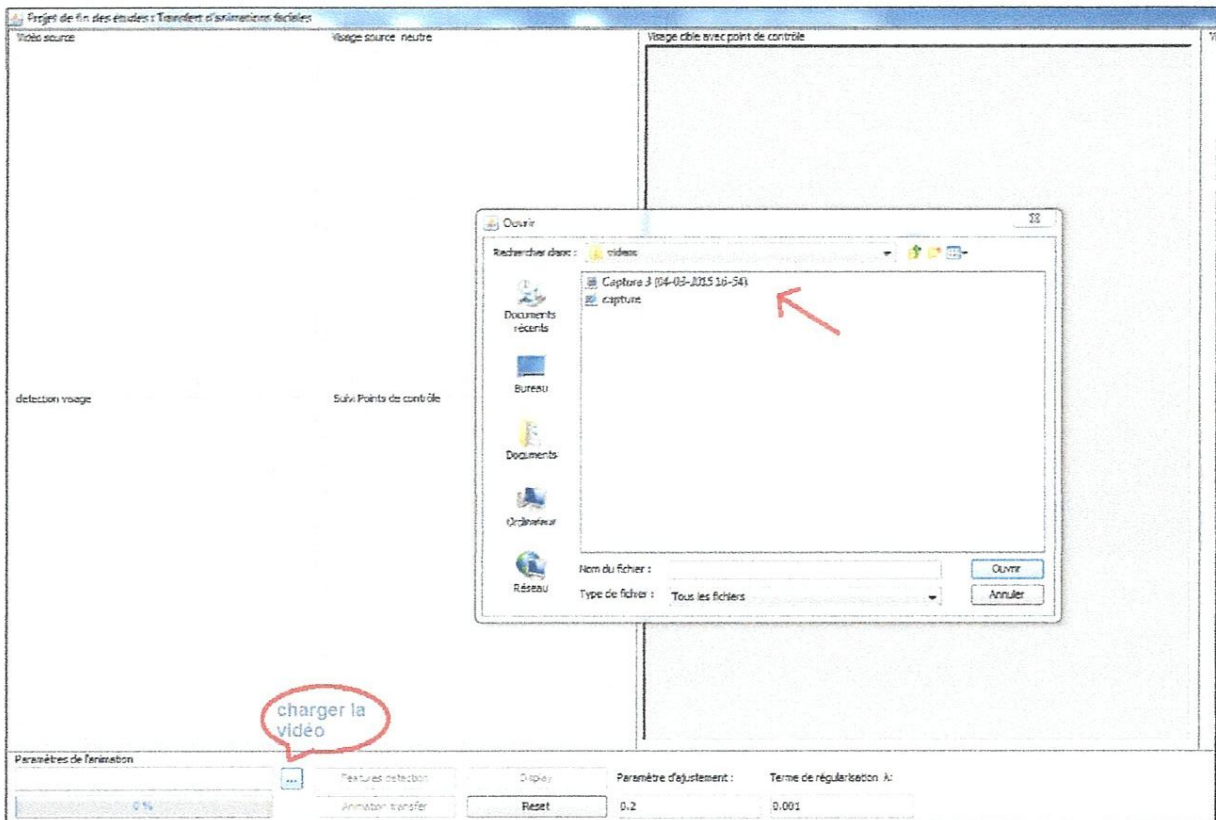 Projet de fin des études : Transfert d'animations faciales
Vidéo source
Visage source neutre
Visage cible avec point de contrôle
Ouvrir
Rechercher dans :
videos
Capture 3 (04-03-2015 16-54)
capture
Documents
récents
Bureau
Documents
Ordinateur
Réseau
Nom du fichier :
Ouvrir
Type de fichier :
Tous les fichiers
Annuler
detection visage
Suivi Points de contrôle
charger la
vidéo
Paramètres de l'animation
...
Features detection
Display
Paramètre d'ajustement :
Terme de régularisation λ:
0 %
Animation transfer
Reset
0.2
0.001